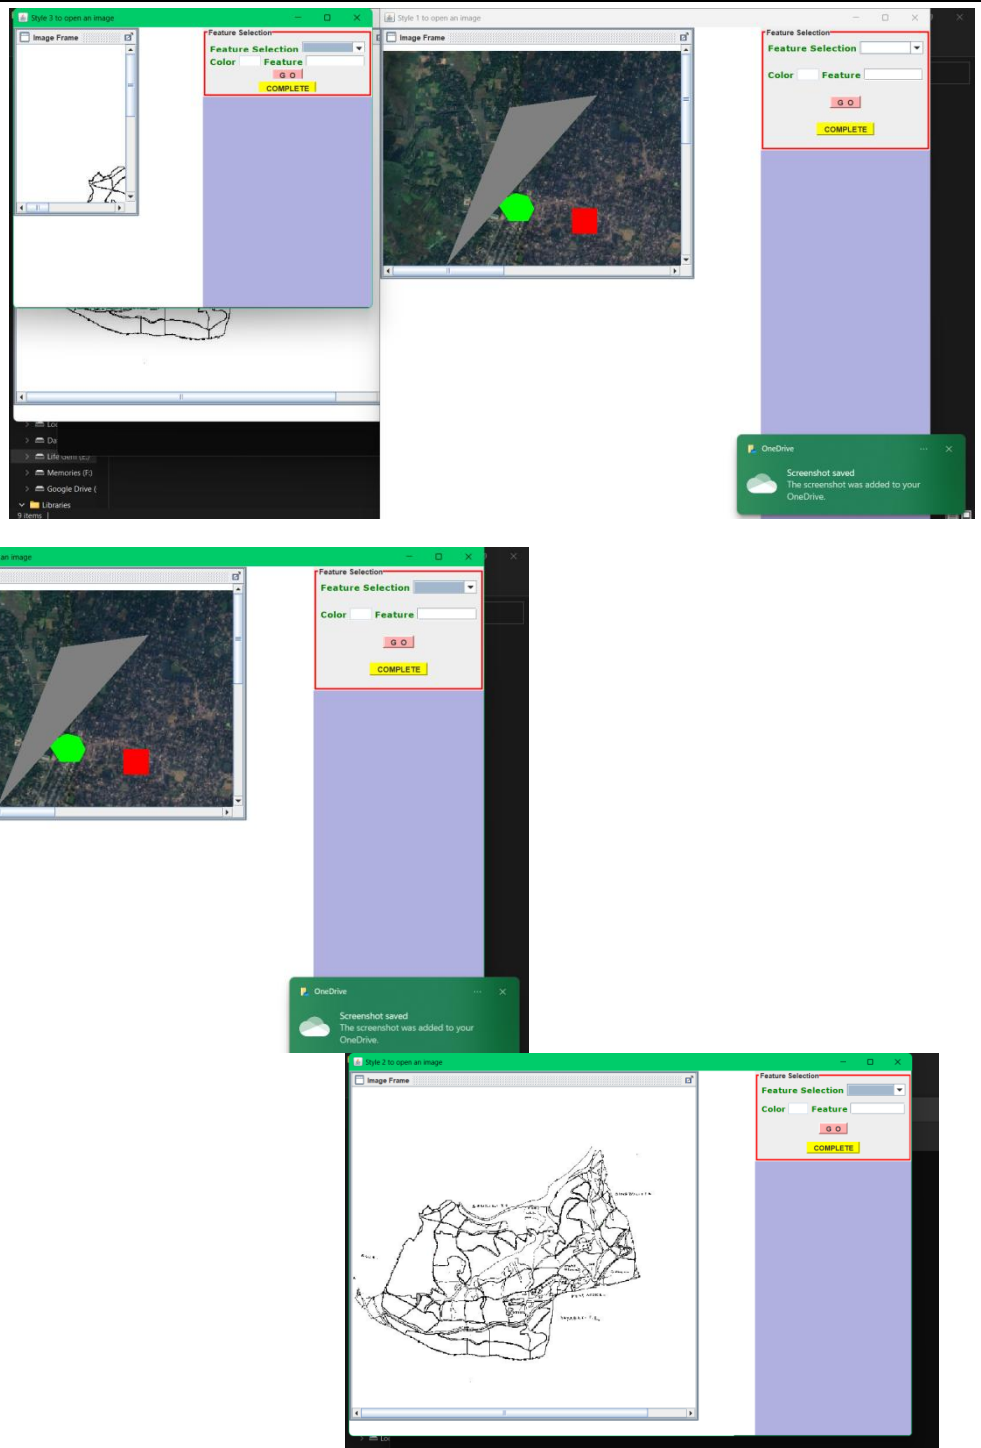 Style 3 to open an image
Image Frame
Feature Selection
Feature Selection
Color Feature
G O
COMPLETE
Style 1 to open an image
Image Frame
Feature Selection
Feature Selection
Color Feature
G O
COMPLETE
Loc
Da
Memories (F:)
Google Drive (
Libraries
9 items
OneDrive
Screenshot saved
The screenshot was added to your
OneDrive.
an image
Feature Selection
Feature Selection
Color Feature
G O
COMPLETE
OneDrive
Screenshot saved
The screenshot was added to your
OneDrive.
Style 2 to open an image
Image Frame
Feature Selection
Feature Selection
Color Feature
G O
COMPLETE
Loc